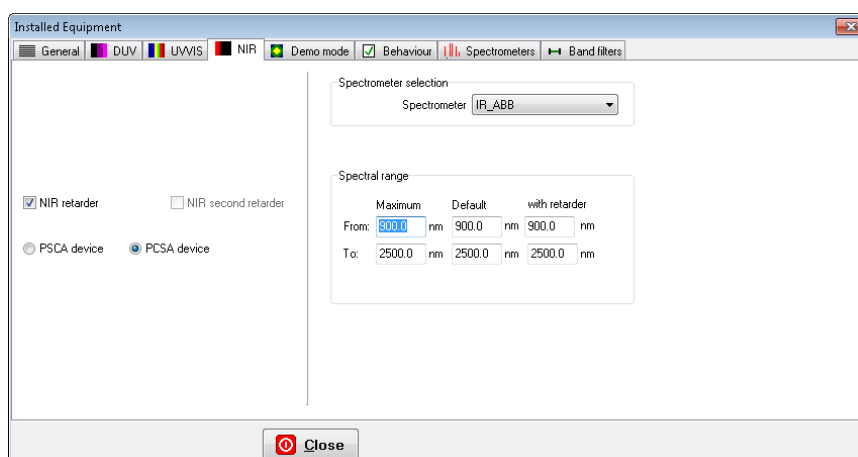 Installed Equipment
General DUV UVVIS NIR Demo mode Behaviour Spectrometers Band filters
Spectrometer selection
Spectrometer IR_ABB
NIR retarder NIR second retarder
PSCA device PCSA device
Spectral range
Maximum Default with retarder
From: 900.0 nm 900.0 nm 900.0 nm
To: 2500.0 nm 2500.0 nm 2500.0 nm
Close